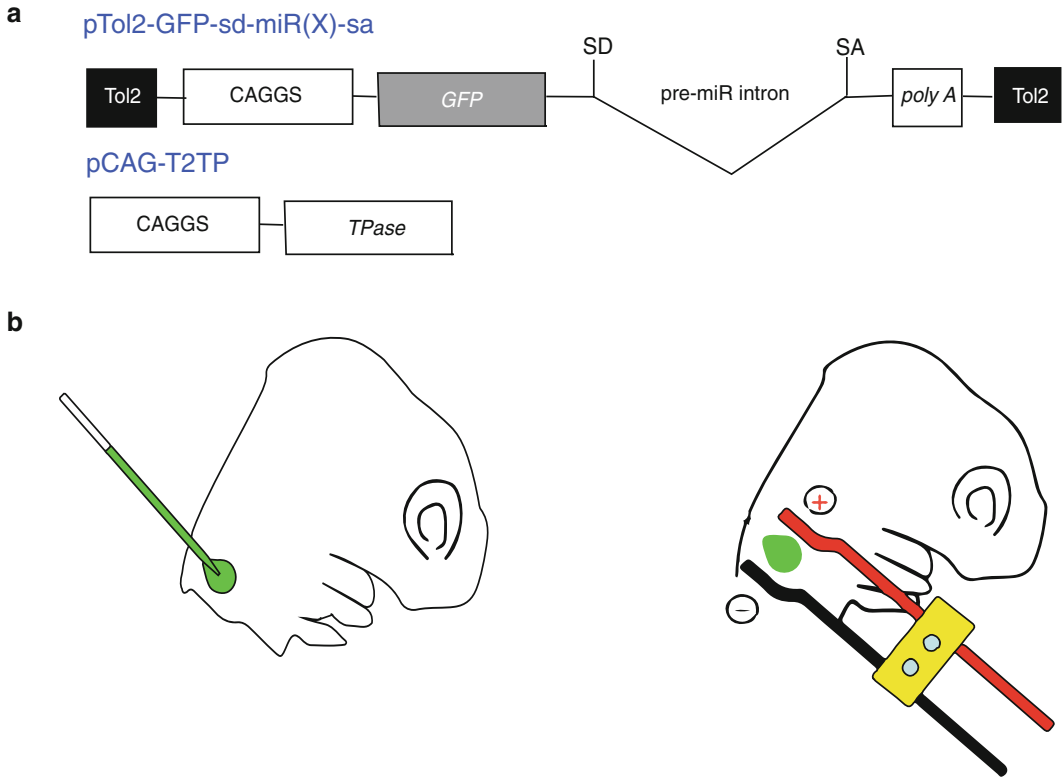 a
pTol2-GFP-sd-miR(X)-sa
SD
SA
Tol2
CAGGS
GFP
pre-miR intron
poly A
Tol2
pCAG-T2TP
CAGGS
TPase
b
+
−